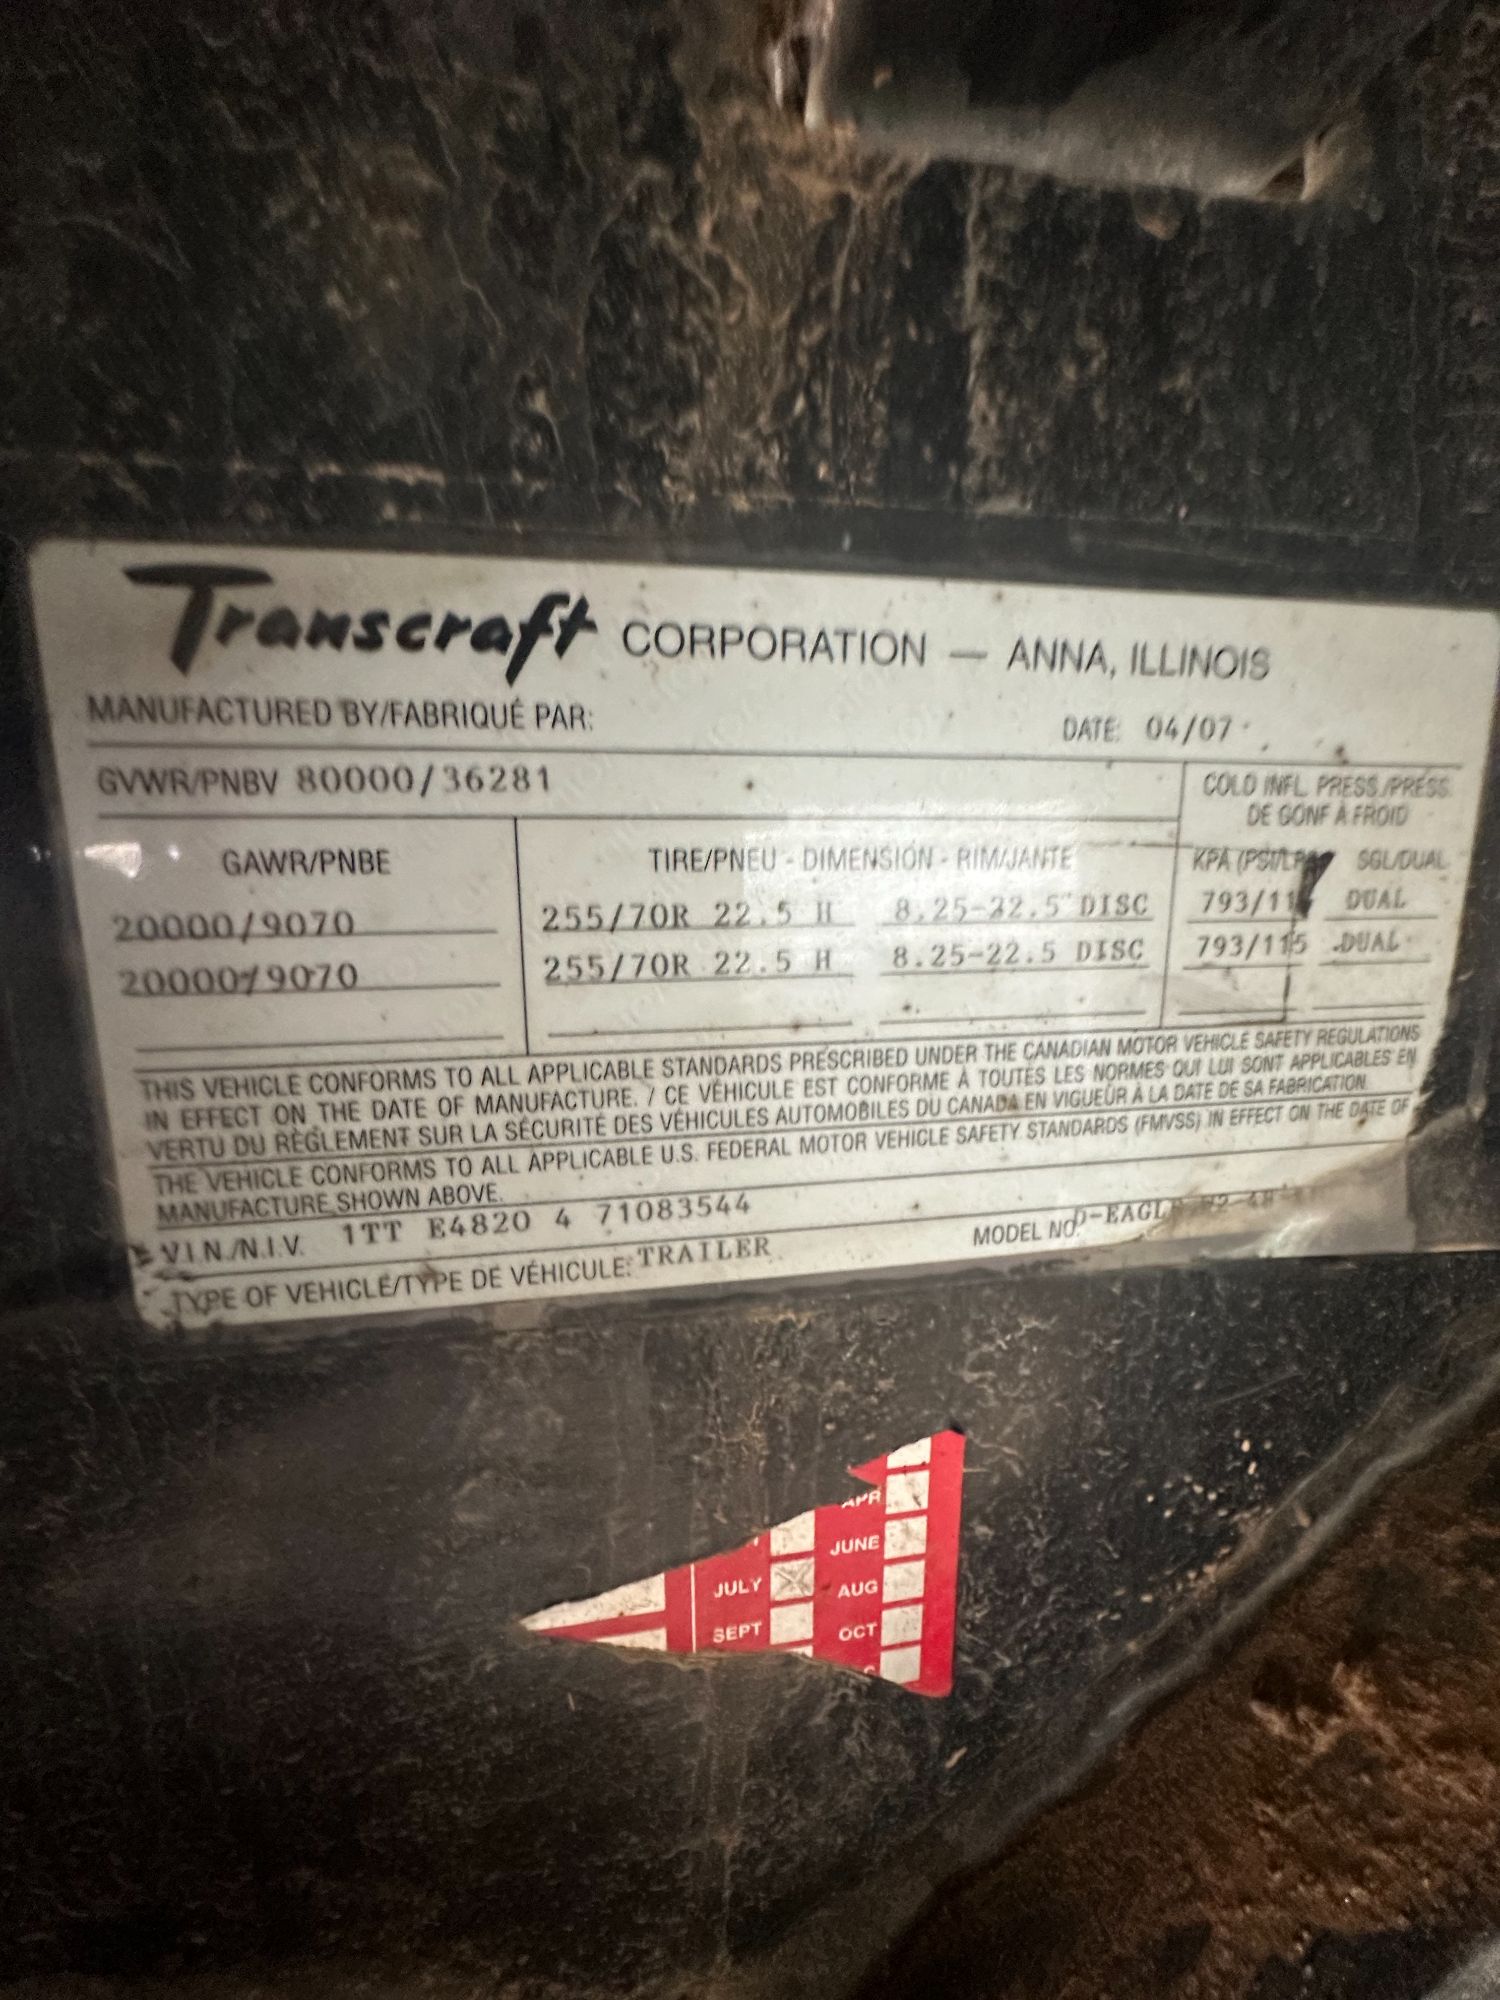 Transcraft CORPORATION — ANNA, ILLINOIS
MANUFACTURED BY/FABRIQUÉ PAR:
DATE: 04/07
GVWR/PNBV 80000/36281
COLD INFL. PRESS./PRESS.
DE GONF À FROID
GAWR/PNBE TIRE/PNEU - DIMENSION - RIM/JANTE KPA SGL/DUAL
20000/9070 255/70R 22.5 H 8.25-22.5 DISC DUAL
20000/9070 255/70R 22.5 H 8.25-22.5 DISC 793/115 DUAL
THIS VEHICLE CONFORMS TO ALL APPLICABLE STANDARDS PRESCRIBED UNDER THE CANADIAN MOTOR VEHICLE SAFETY REGULATIONS
IN EFFECT ON THE DATE OF MANUFACTURE. / CE VÉHICULE EST CONFORME À TOUTES LES NORMES QUI LUI SONT APPLICABLES EN
VERTU DU RÈGLEMENT SUR LA SÉCURITÉ DES VÉHICULES AUTOMOBILES DU CANADA EN VIGUEUR À LA DATE DE SA FABRICATION.
THE VEHICLE CONFORMS TO ALL APPLICABLE U.S. FEDERAL MOTOR VEHICLE SAFETY STANDARDS (FMVSS) IN EFFECT ON THE DATE OF
MANUFACTURE SHOWN ABOVE.
V.I.N./N.I.V. 1TT E4820 4 71083544
MODEL NO.
TYPE OF VEHICLE/TYPE DE VÉHICULE: TRAILER
APR
JUNE
JULY AUG
SEPT OCT